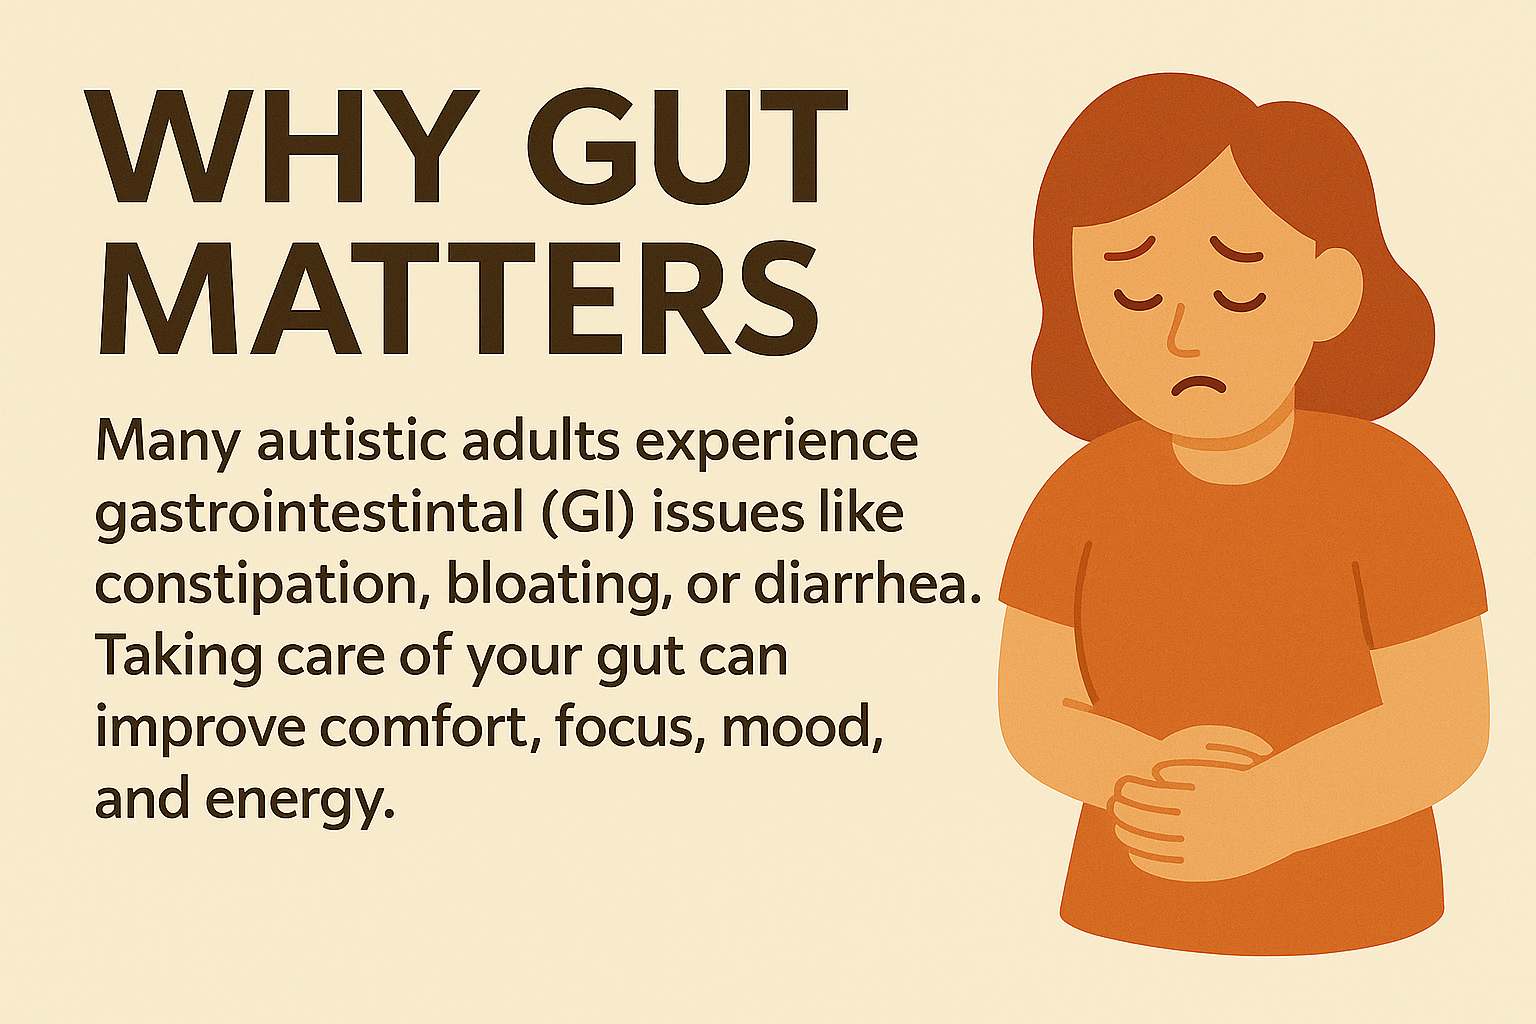 WHY GUT
MATTERS
Many autistic adults experience
gastrointestintal (GI) issues like
constipation, bloating, or diarrhea.
Taking care of your gut can
improve comfort, focus, mood,
and energy.